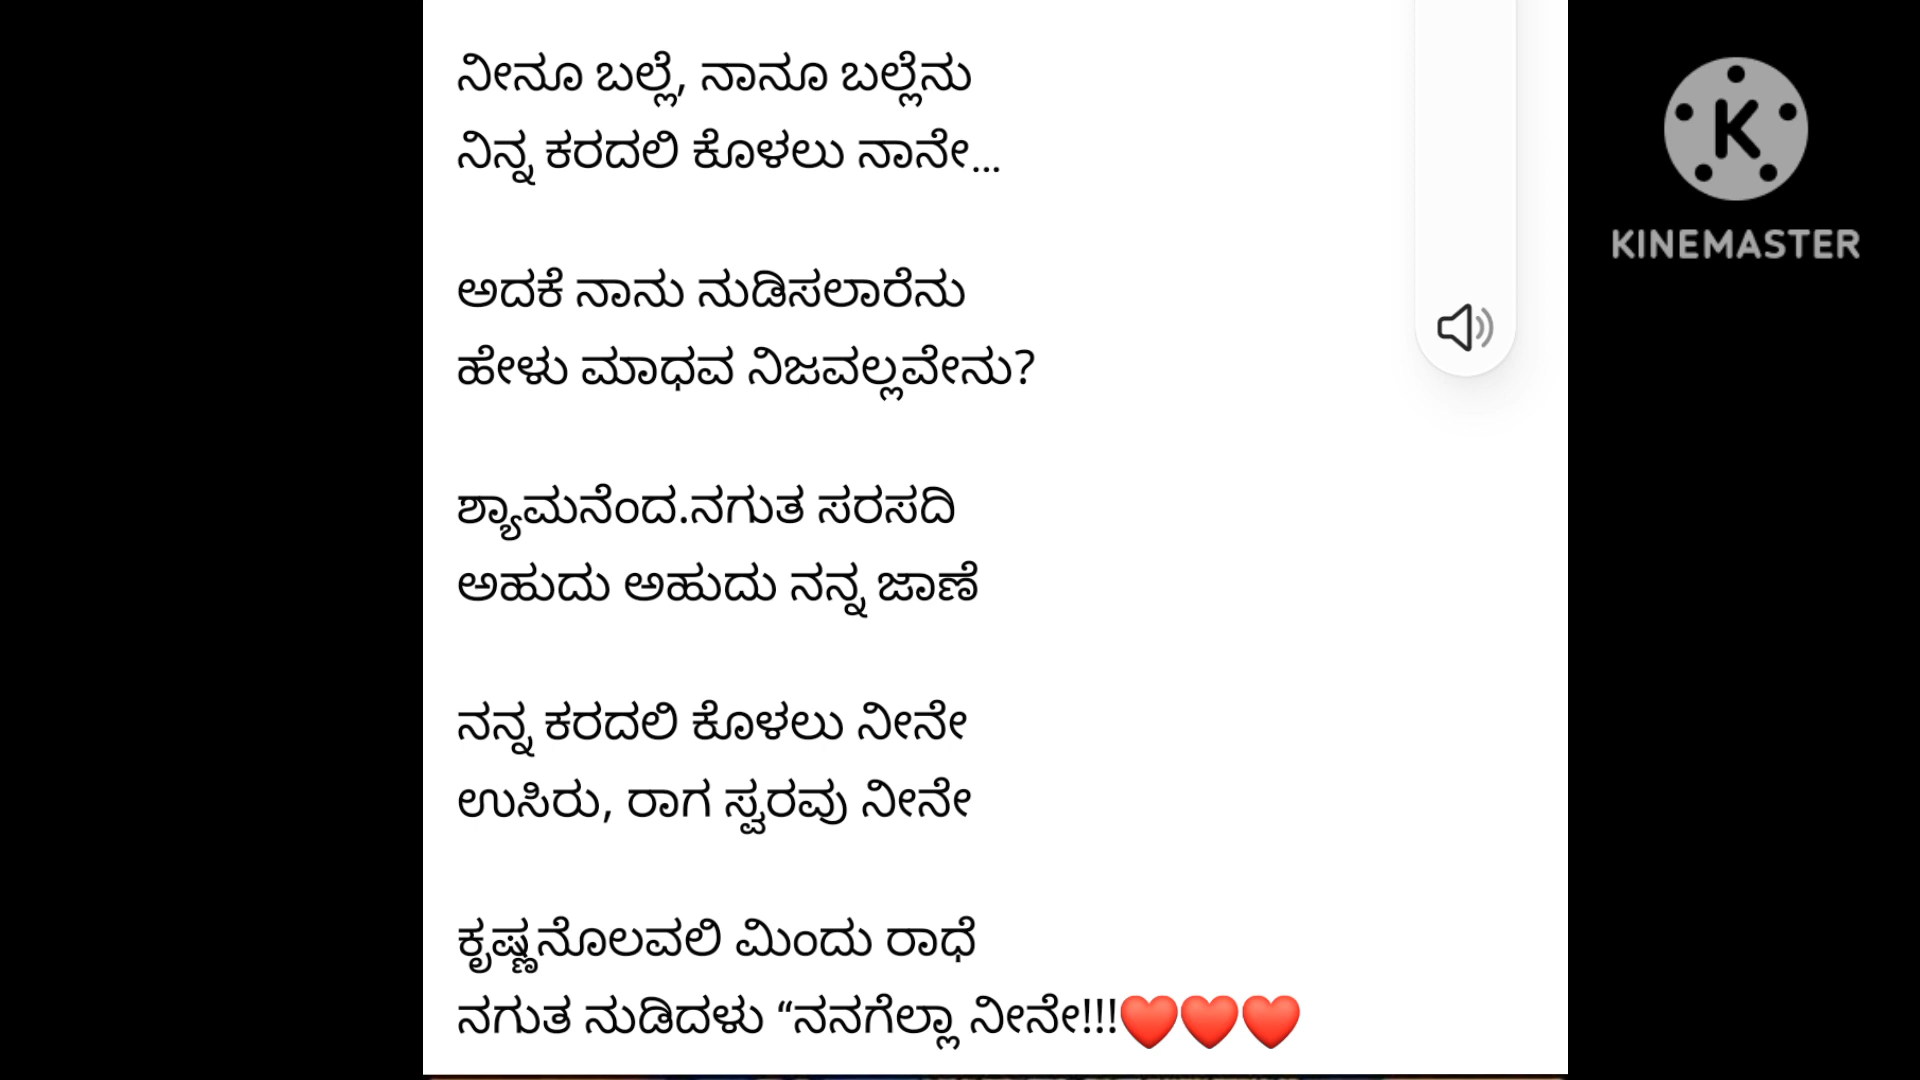 ನೀನೂ ಬಲ್ಲೆ, ನಾನೂ ಬಲ್ಲೆನು
ನಿನ್ನ ಕರದಲಿ ಕೊಳಲು ನಾನೇ...
ಅದಕೆ ನಾನು ನುಡಿಸಲಾರೆನು
ಹೇಳು ಮಾಧವ ನಿಜವಲ್ಲವೇನು?
ಶ್ಯಾಮನೆಂದ.ನಗುತ ಸರಸದಿ
ಅಹುದು ಅಹುದು ನನ್ನ ಜಾಣೆ
ನನ್ನ ಕರದಲಿ ಕೊಳಲು ನೀನೇ
ಉಸಿರು, ರಾಗ ಸ್ವರವು ನೀನೇ
ಕೃಷ್ಣನೊಲವಲಿ ಮಿಂದು ರಾಧೆ
ನಗುತ ನುಡಿದಳು “ನನಗೆಲ್ಲಾ ನೀನೇ!!!❤️❤️❤️
K
KINEMASTER